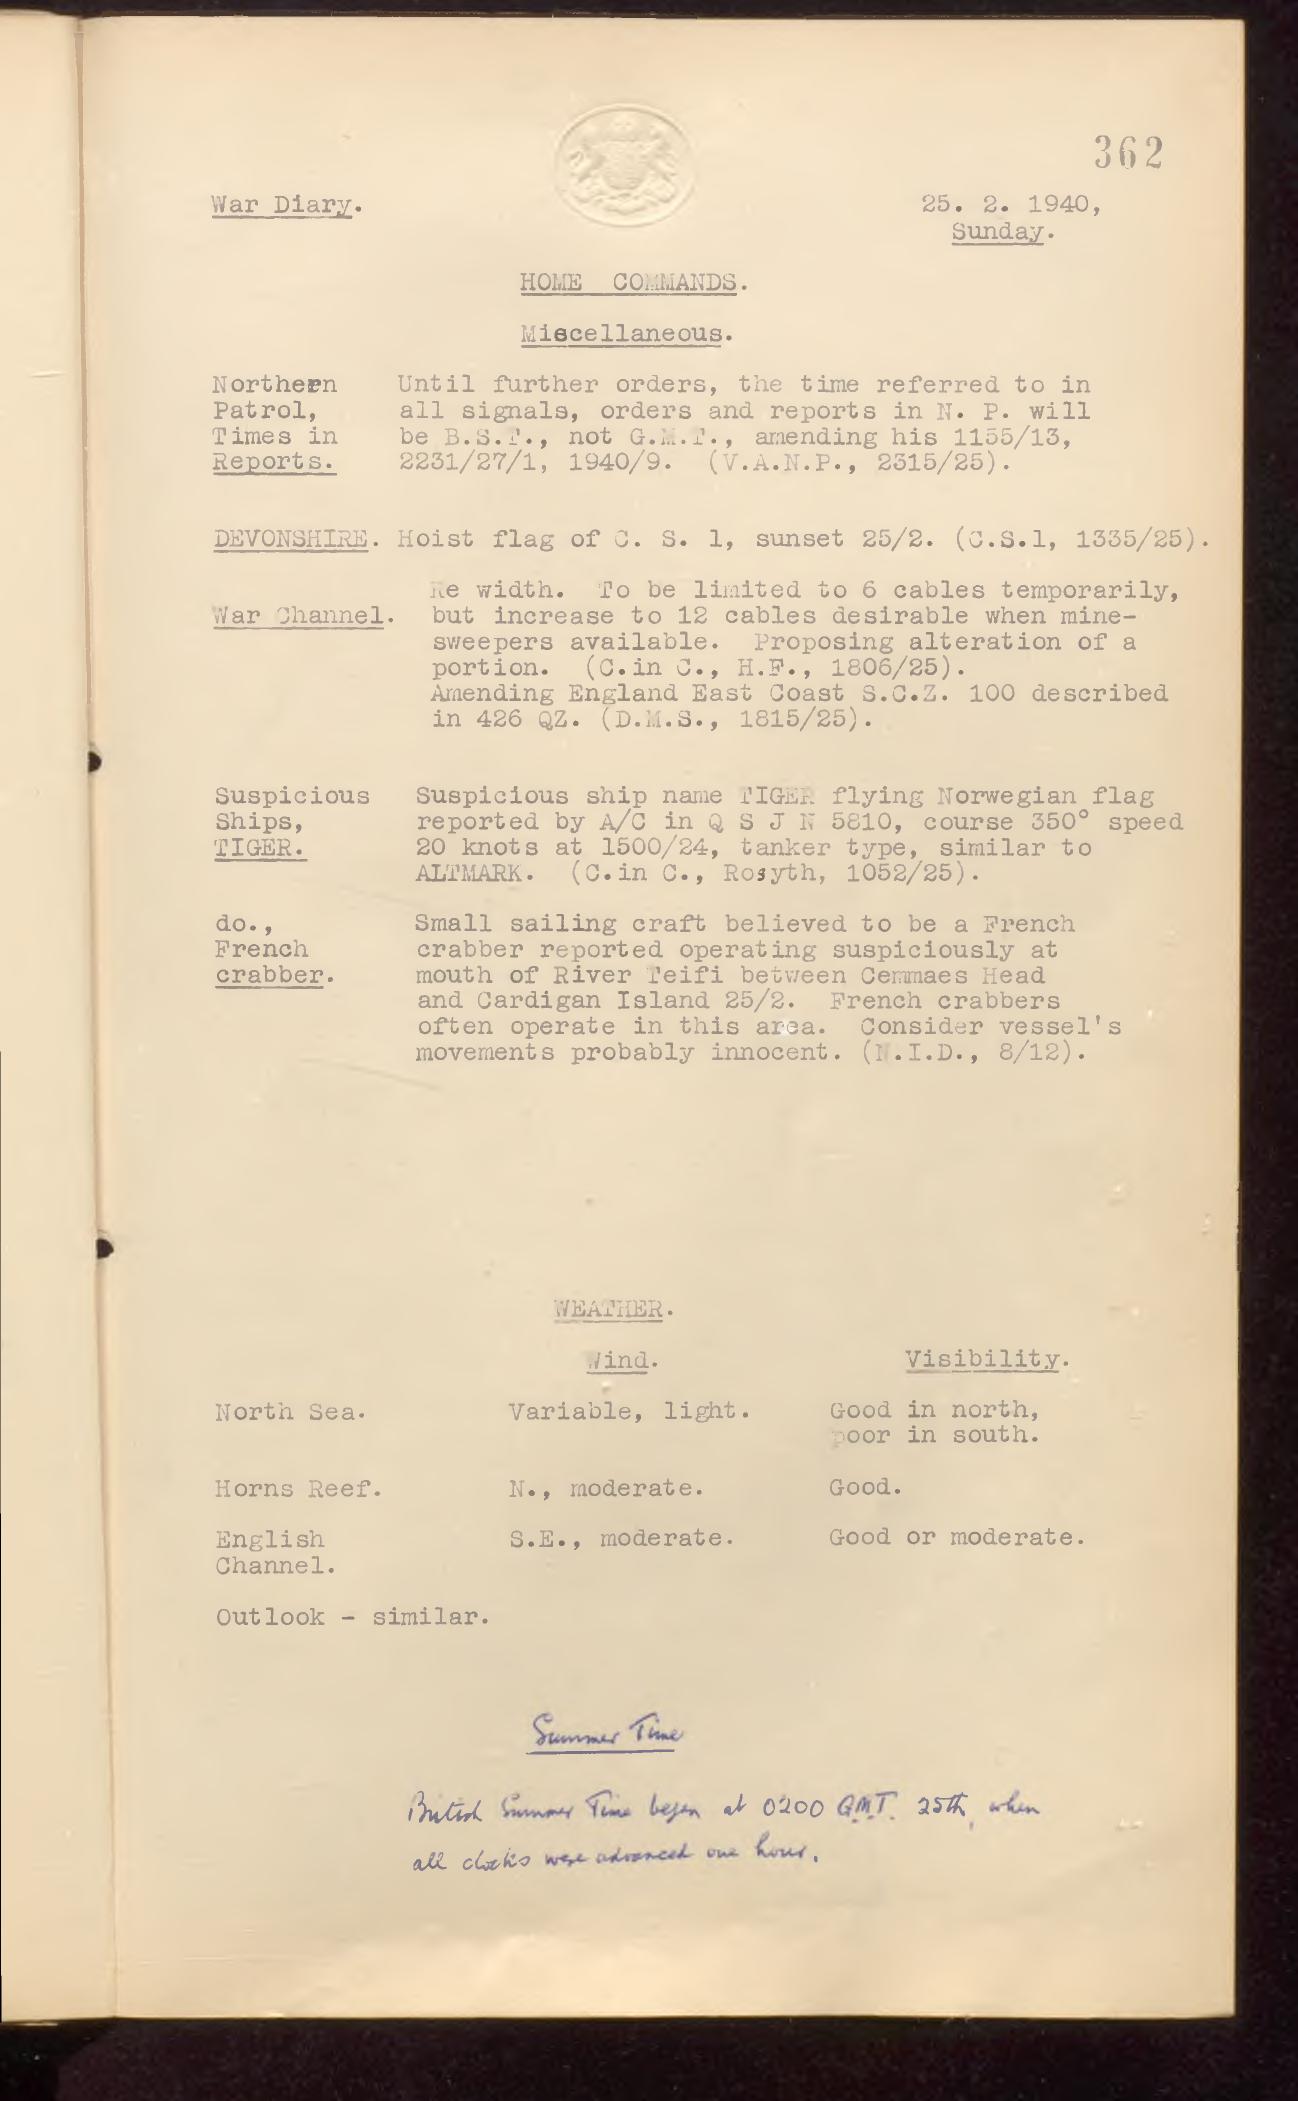 362
War Diary.
25. 2. 1940,
Sunday.
HOME COMMANDS.
Miscellaneous.
Northern Until further orders, the time referred to in
Patrol, all signals, orders and reports in N. P. will
Times in be B.S.T., not G.M.T., amending his 1155/13,
Reports. 2231/27/1, 1940/9. (V.A.N.P., 2315/25).
DEVONSHIRE. Hoist flag of C. S. 1, sunset 25/2. (C.S.1, 1335/25).
Re width. To be limited to 6 cables temporarily,
War Channel. but increase to 12 cables desirable when mine-
sweepers available. Proposing alteration of a
portion. (C.in C., H.F., 1806/25).
Amending England East Coast S.C.Z. 100 described
in 426 QZ. (D.M.S., 1815/25).
Suspicious Suspicious ship name TIGER flying Norwegian flag
Ships, reported by A/C in Q S J N 5810, course 350° speed
TIGER. 20 knots at 1500/24, tanker type, similar to
ALTMARK. (C.in C., Rosyth, 1052/25).
do., Small sailing craft believed to be a French
French crabber reported operating suspiciously at
crabber. mouth of River Teifi between Cemmaes Head
and Cardigan Island 25/2. French crabbers
often operate in this area. Consider vessel's
movements probably innocent. (N.I.D., 8/12).
WEATHER.
Wind. Visibility.
North Sea. Variable, light. Good in north,
poor in south.
Horns Reef. N., moderate. Good.
English S.E., moderate. Good or moderate.
Channel.
Outlook - similar.
Summer Time
British Summer Time began at 0200 G.M.T. 25th, when
all clocks were advanced one hour.